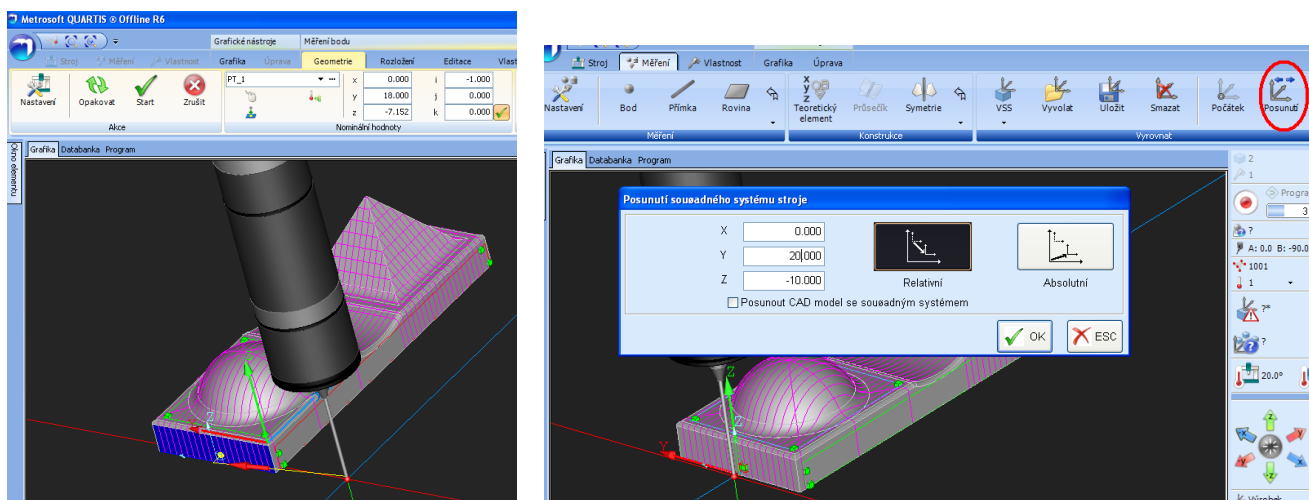 Metrosoft QUARTIS ® Offline R6
Grafické nástroje
Měření bodu
Stroj
Měření
Vlastnost
Grafika
Úprava
Geometrie
Rozložení
Editace
Vlast
Nastavení
Opakovat
Start
Zrušit
PT_1
x
0.000
i
-1.000
y
18.000
j
0.000
z
-7.152
k
0.000
Akce
Nominální hodnoty
Okno elementu
Grafika Databanka Program
Z
Stroj
Měření
Vlastnost
Grafika
Úprava
Nastavení
Bod
Přímka
Rovina
Teoretický
element
Průsečík
Symetrie
VSS
Vyvolat
Uložit
Smazat
Počátek
Posunutí
Měření
Konstrukce
Vyrovnat
Grafika Databanka Program
Posunutí souøadného systému stroje
X
0.000
Y
20.000
Z
-10.000
Relativní
Absolutní
Posunout CAD model se souøadným systémem
OK
ESC
Z
Y
2
1
Progra
3
?
A: 0.0 B: -90.0
1001
1
?*
?
20.0°
Z
X
Y
Y
X
Z
Výrobek